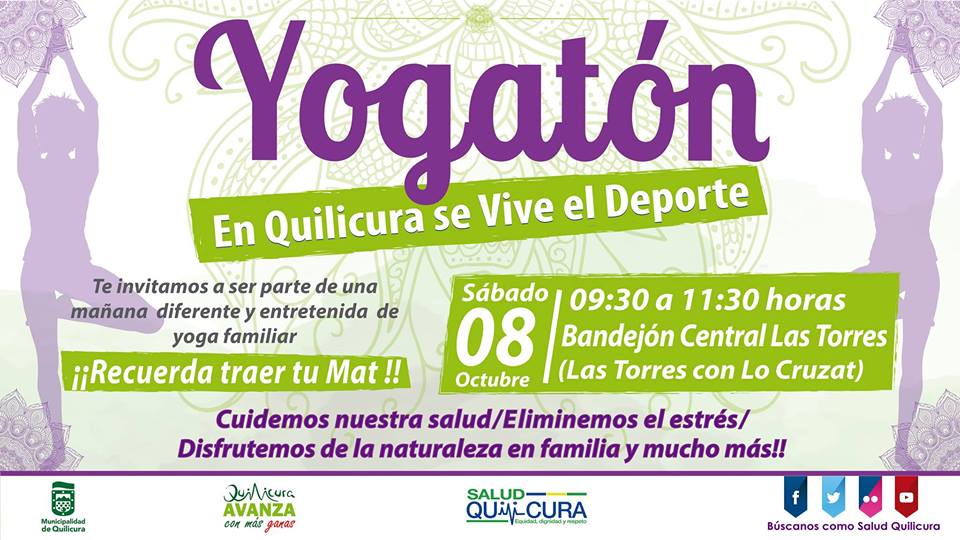 Yogatón
En Quilicura se Vive el Deporte
Te invitamos a ser parte de una
mañana diferente y entretenida de
yoga familiar
¡¡Recuerda traer tu Mat !!
Sábado
08
Octubre
09:30 a 11:30 horas
Bandejón Central Las Torres
(Las Torres con Lo Cruzat)
Cuidemos nuestra salud/Eliminemos el estrés/
Disfrutemos de la naturaleza en familia y mucho más!!
Municipalidad
de Quilicura
Quilicura
AVANZA
con más ganas
SALUD
QUILICURA
Equidad, dignidad y respeto
Búscanos como Salud Quilicura